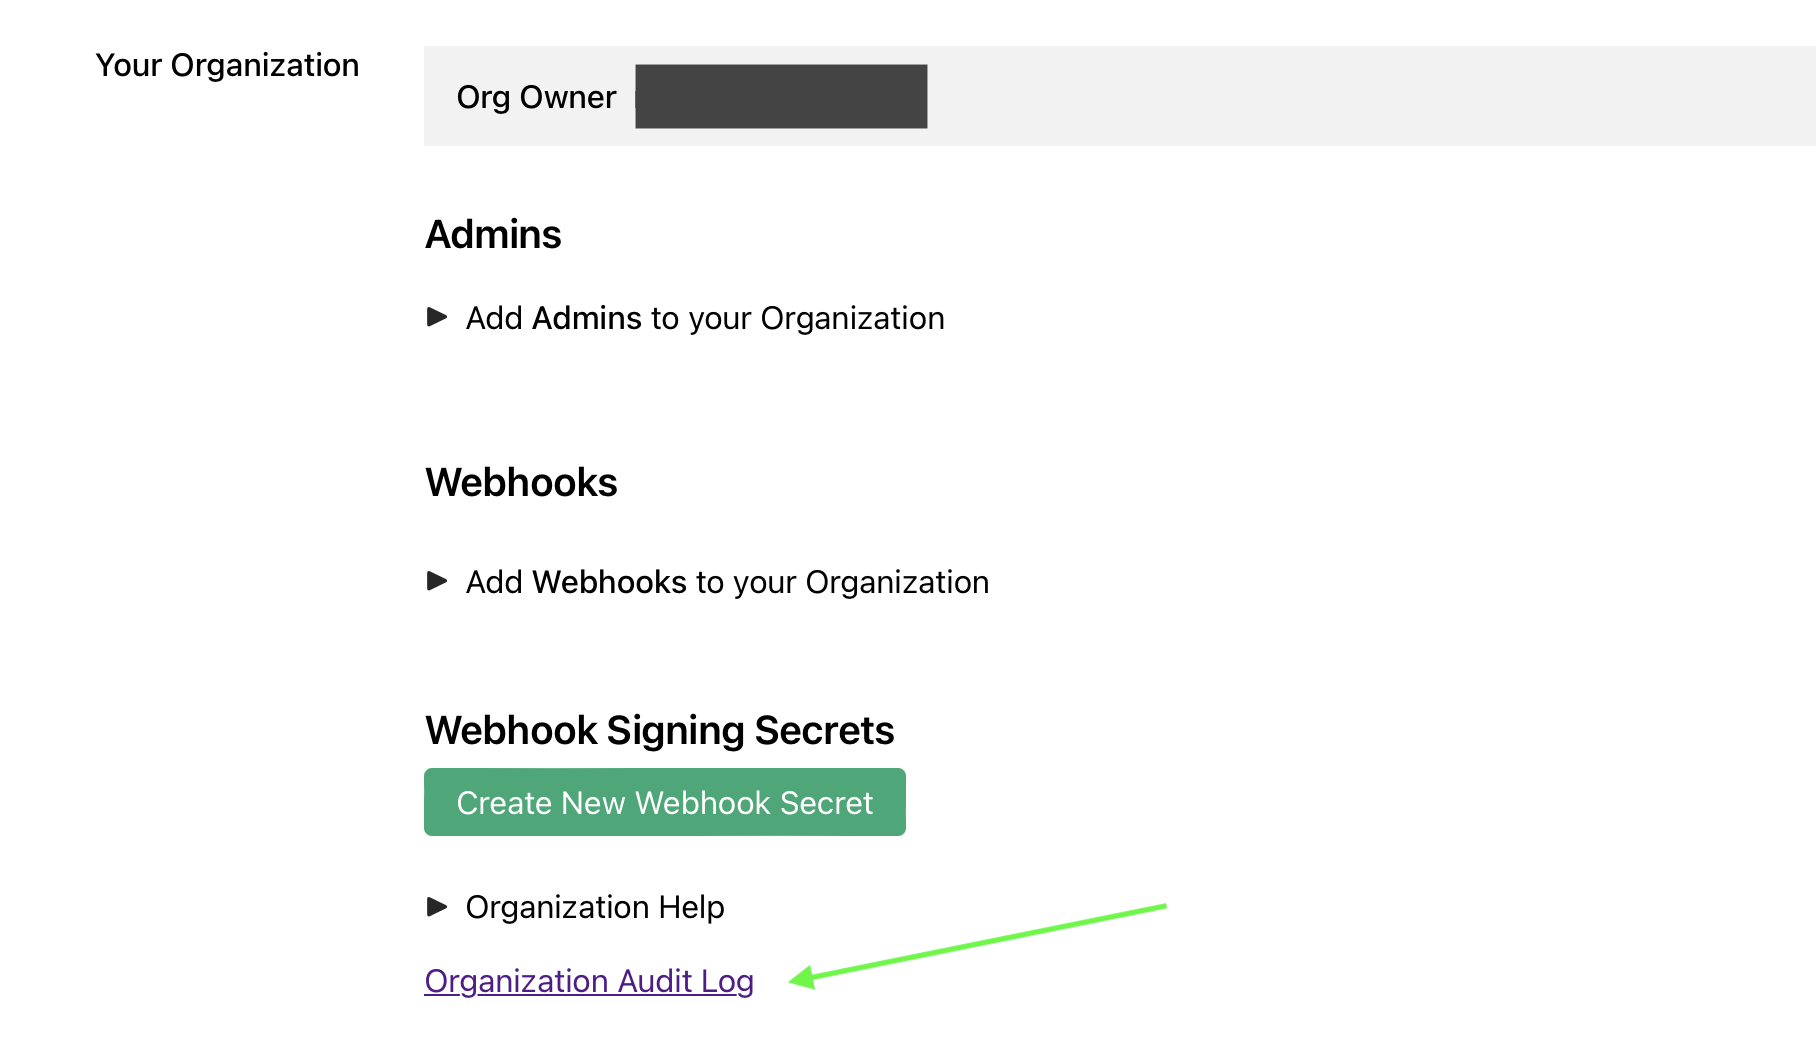 Your Organization
Org Owner
Admins
Add Admins to your Organization
Webhooks
Add Webhooks to your Organization
Webhook Signing Secrets
Create New Webhook Secret
Organization Help
Organization Audit Log